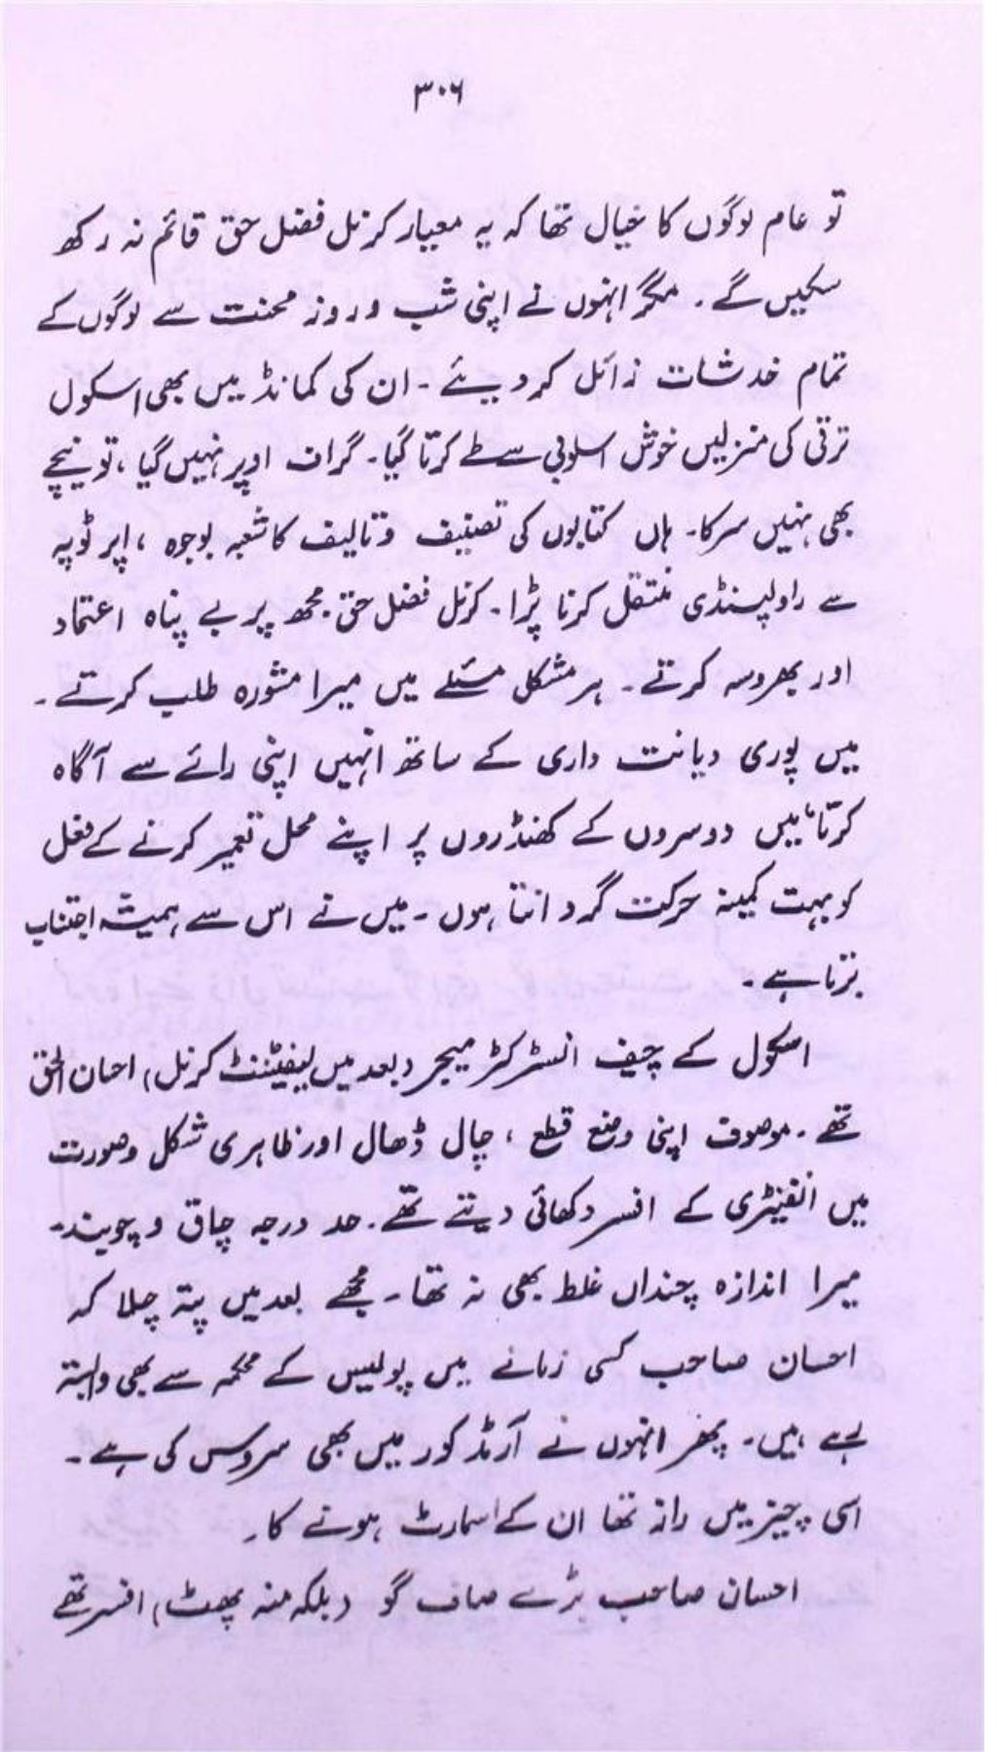 ۳۰۶
تو عام لوگوں کا خیال تھا کہ یہ معیار کرنل فضل حق قائم نہ رکھ
سکیں گے ۔ مگر انہوں نے اپنی شب و روز محنت سے لوگوں کے
تمام خدشات زائل کر دیئے ۔ ان کی کمانڈ میں بھی اسکول
ترقی کی منزلیں خوش اسلوبی سے طے کرتا گیا ۔ گراف اوپر نہیں گیا ، تو نیچے
بھی نہیں سرکا ۔ ہاں کتابوں کی تصنیف و تالیف کا شعبہ بوجوہ ، اپر ٹوپہ
سے راولپنڈی منتقل کرنا پڑا ۔ کرنل فضل حق مجھ پر بے پناہ اعتماد
اور بھروسہ کرتے ۔ ہر مشکل مسئلے میں میرا مشورہ طلب کرتے ۔
میں پوری دیانت داری کے ساتھ انہیں اپنی رائے سے آگاہ
کرتا، میں دوسروں کے کھنڈروں پر اپنے محل تعمیر کرنے کے فعل
کو بہت کمینہ حرکت گردانتا ہوں ۔ میں نے اس سے ہمیشہ اجتناب
برتا ہے ۔
اسکول کے چیف انسٹرکٹر میجر (بعد میں لیفٹیننٹ کرنل) احسان الحق
تھے ۔ موصوف اپنی وضع قطع ، چال ڈھال اور ظاہری شکل و صورت
میں انفینٹری کے افسر دکھائی دیتے تھے ۔ حد درجہ چاق و چوبند ۔
میرا اندازہ چنداں غلط بھی نہ تھا ۔ مجھے بعد میں پتہ چلا کہ
احسان صاحب کسی زمانے میں پولیس کے محکمہ سے بھی وابستہ
رہے ہیں ۔ پھر انہوں نے آرمڈ کور میں بھی سروس کی ہے ۔
اسی چیز میں راز تھا ان کے اسمارٹ ہونے کا ۔
احسان صاحب بڑے صاف گو (بلکہ منہ پھٹ) افسر تھے